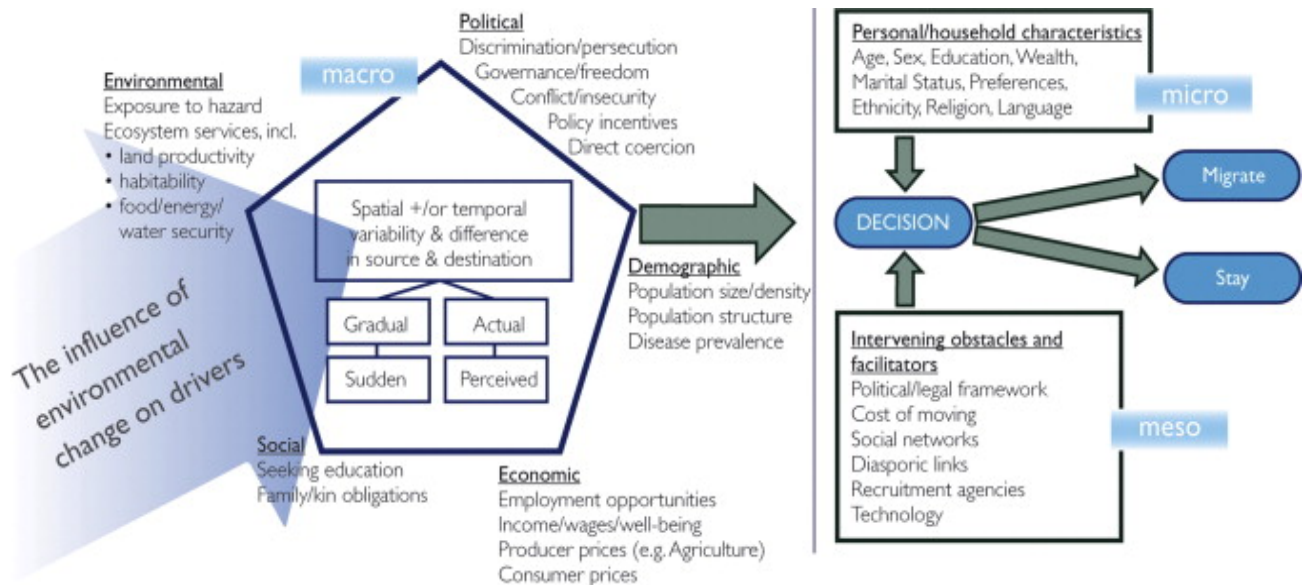 Political
Discrimination/persecution
Governance/freedom
Conflict/insecurity
Policy incentives
Direct coercion
macro
Environmental
Exposure to hazard
Ecosystem services, incl.
• land productivity
• habitability
• food/energy/
water security
Spatial +/or temporal
variability & difference
in source & destination
Gradual
Actual
Sudden
Perceived
The influence of
environmental
change on drivers
Demographic
Population size/density
Population structure
Disease prevalence
Social
Seeking education
Family/kin obligations
Economic
Employment opportunities
Income/wages/well-being
Producer prices (e.g. Agriculture)
Consumer prices
Personal/household characteristics
Age, Sex, Education, Wealth,
Marital Status, Preferences,
Ethnicity, Religion, Language
micro
DECISION
Migrate
Stay
Intervening obstacles and
facilitators
Political/legal framework
Cost of moving
Social networks
Diasporic links
Recruitment agencies
Technology
meso